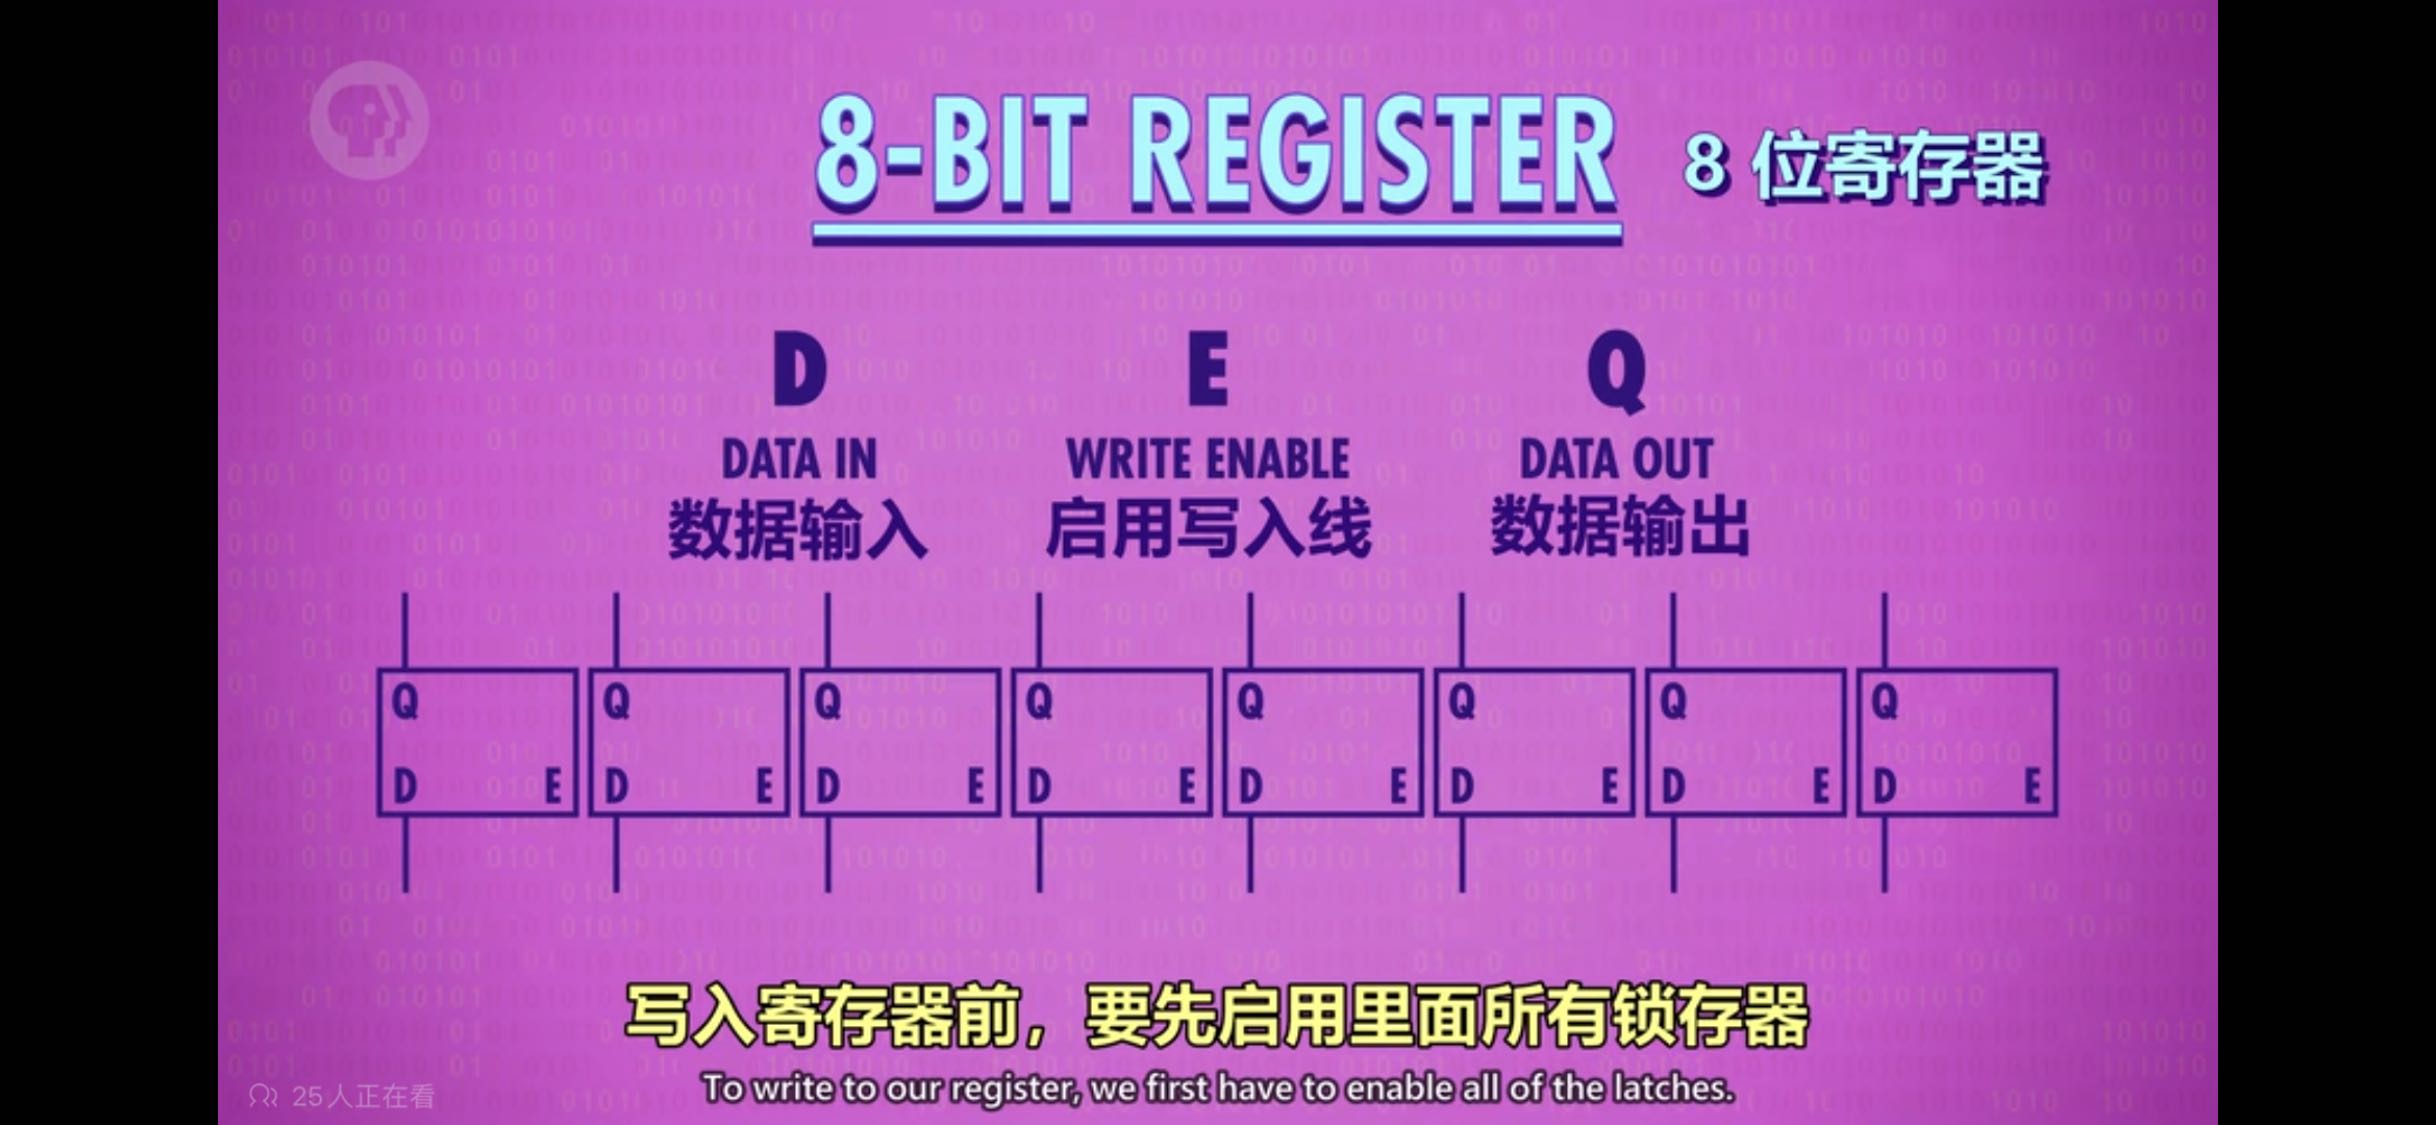 8-BIT REGISTER 8 位寄存器
D E Q
DATA IN WRITE ENABLE DATA OUT
数据输入 启用写入线 数据输出
Q Q Q Q Q Q Q Q
D E D E D E D E D E D E D E D E
写入寄存器前，要先启用里面所有锁存器
To write to our register, we first have to enable all of the latches.
25人正在看